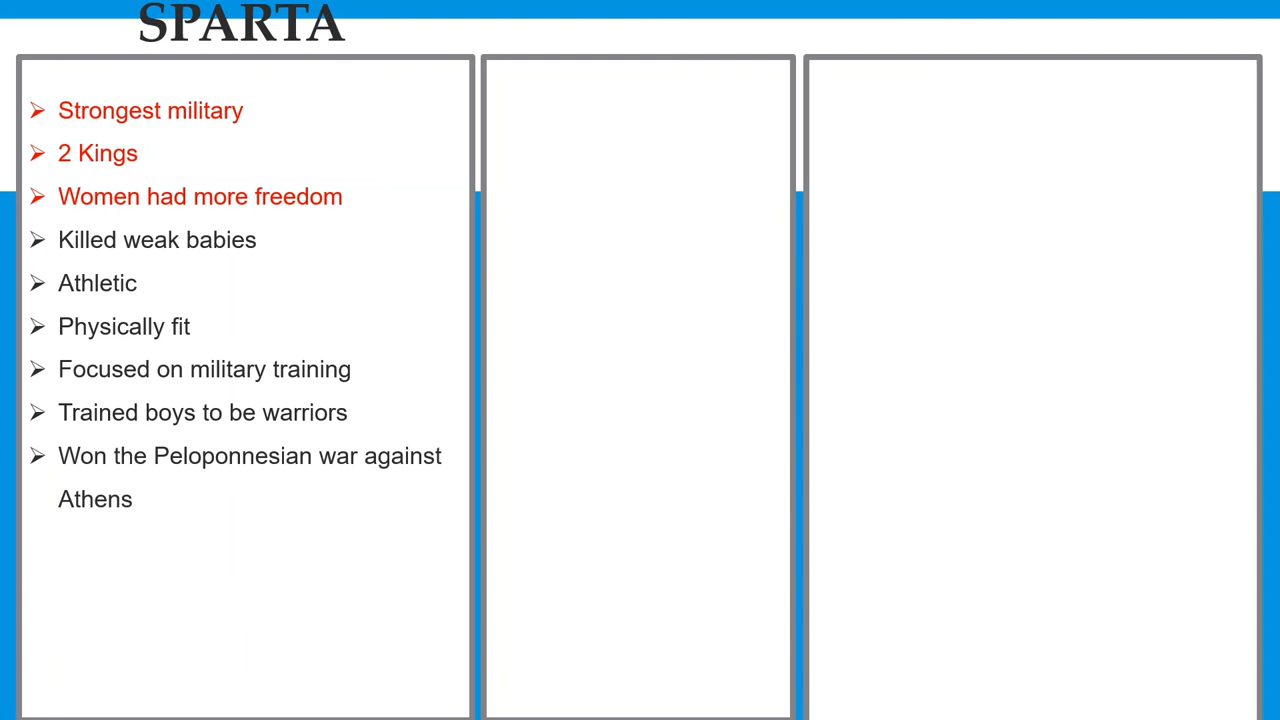 SPARTA
Strongest military
2 Kings
Women had more freedom
Killed weak babies
Athletic
Physically fit
Focused on military training
Trained boys to be warriors
Won the Peloponnesian war against
Athens